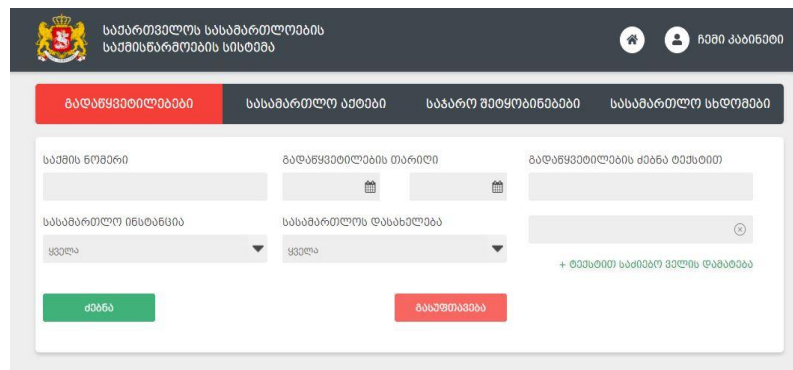 საქართველოს სასამართლოების
საქმისწარმოების სისტემა
ჩემი კაბინეტი
გადაწყვეტილებები
სასამართლო აქტები
საჯარო შეტყობინებები
სასამართლო სხდომები
საქმის ნომერი
გადაწყვეტილების თარიღი
გადაწყვეტილების ძებნა ტექსტით
სასამართლო ინსტანცია
სასამართლოს დასახელება
ყველა
ყველა
+ ტექსტით საძიებო ველის დამატება
ძებნა
გასუფთავება